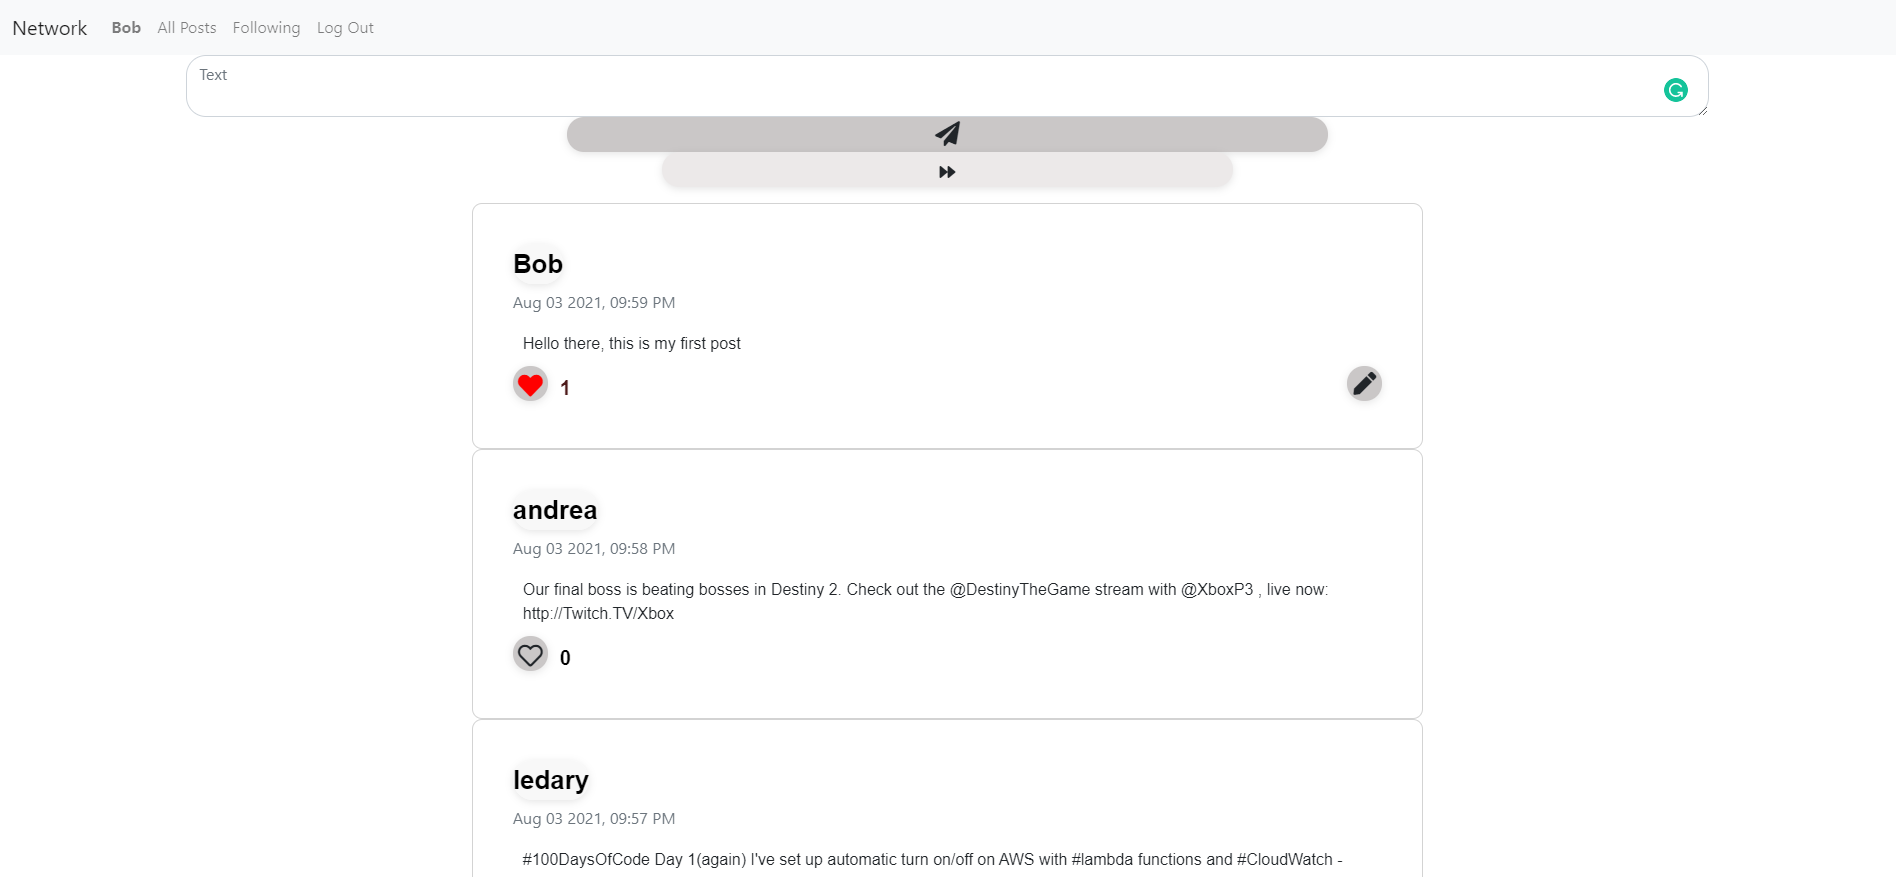 Network Bob All Posts Following Log Out
Text
Bob
Aug 03 2021, 09:59 PM
Hello there, this is my first post
1
andrea
Aug 03 2021, 09:58 PM
Our final boss is beating bosses in Destiny 2. Check out the @DestinyTheGame stream with @XboxP3 , live now:
http://Twitch.TV/Xbox
0
ledary
Aug 03 2021, 09:57 PM
#100DaysOfCode Day 1(again) I've set up automatic turn on/off on AWS with #lambda functions and #CloudWatch -